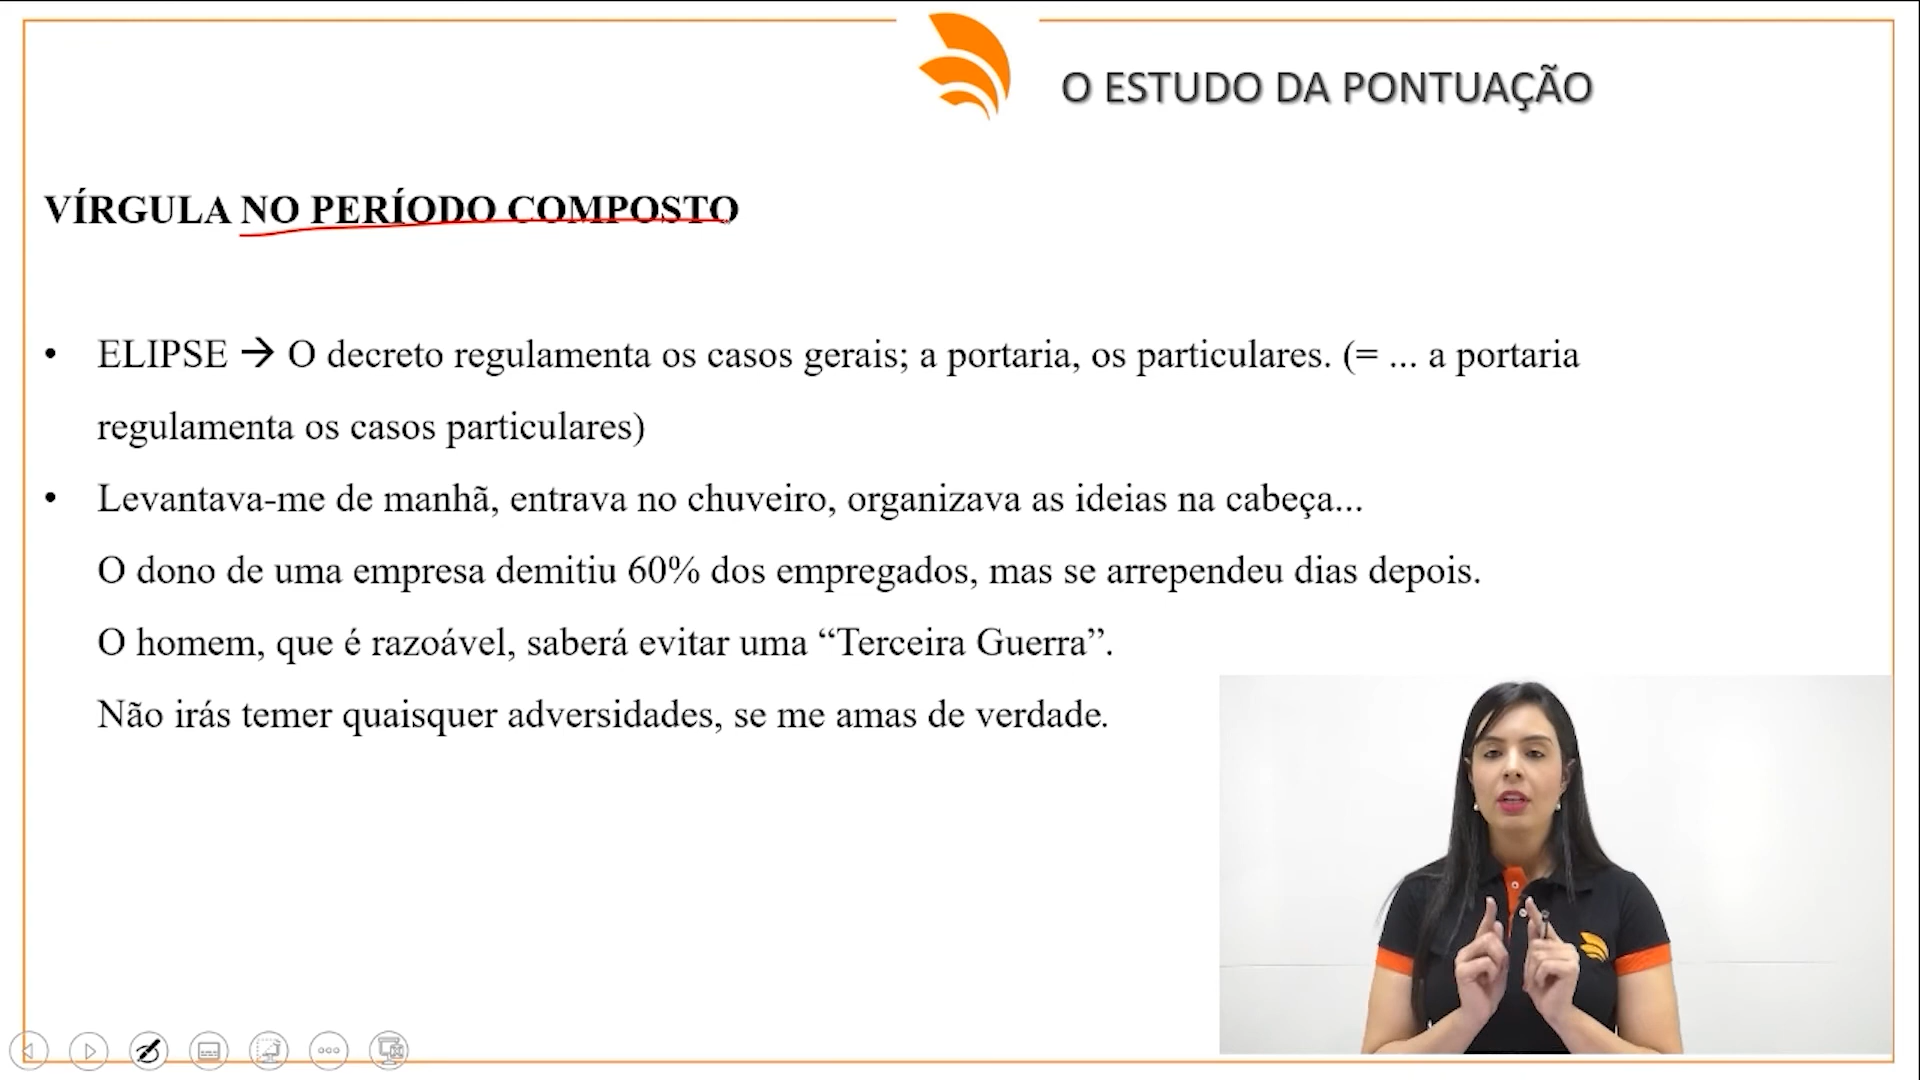 O ESTUDO DA PONTUAÇÃO
VÍRGULA NO PERÍODO COMPOSTO
• ELIPSE → O decreto regulamenta os casos gerais; a portaria, os particulares. (= ... a portaria
regulamenta os casos particulares)
• Levantava-me de manhã, entrava no chuveiro, organizava as ideias na cabeça...
O dono de uma empresa demitiu 60% dos empregados, mas se arrependeu dias depois.
O homem, que é razoável, saberá evitar uma “Terceira Guerra”.
Não irás temer quaisquer adversidades, se me amas de verdade.